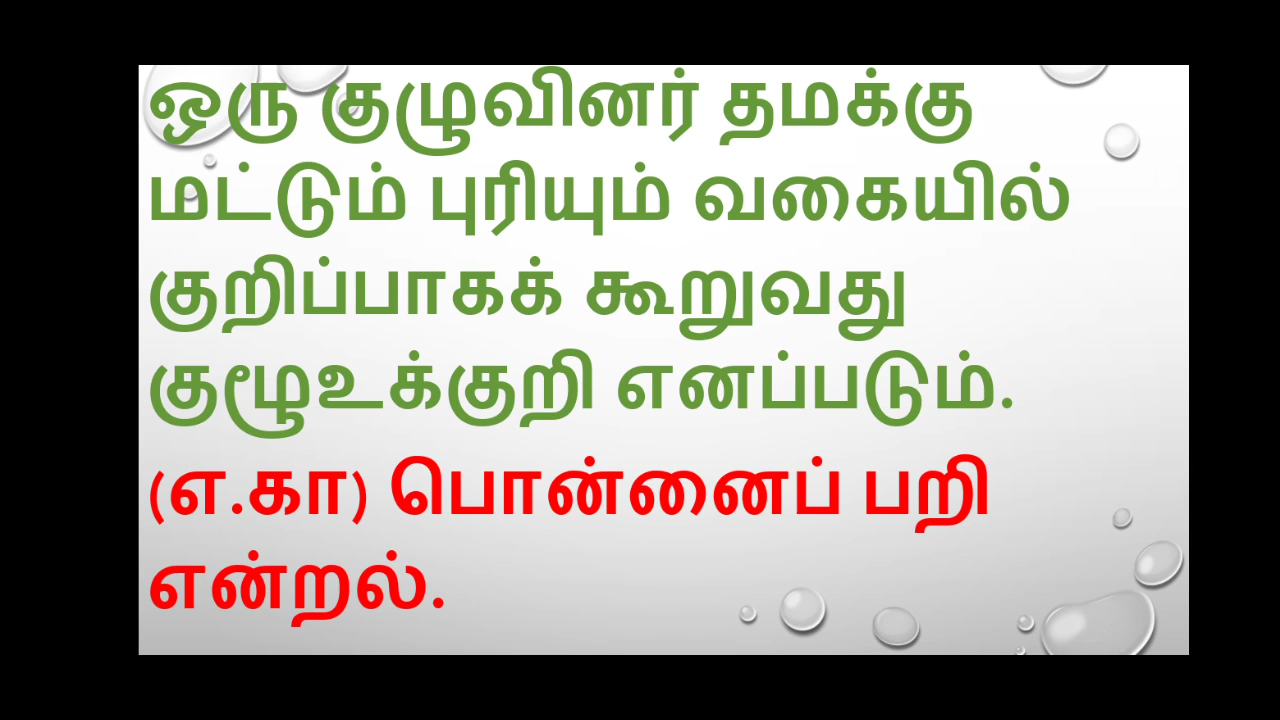 ஒரு குழுவினர் தமக்கு
மட்டும் புரியும் வகையில்
குறிப்பாகக் கூறுவது
குழூஉக்குறி எனப்படும்.
(எ.கா) பொன்னைப் பறி
என்றல்.